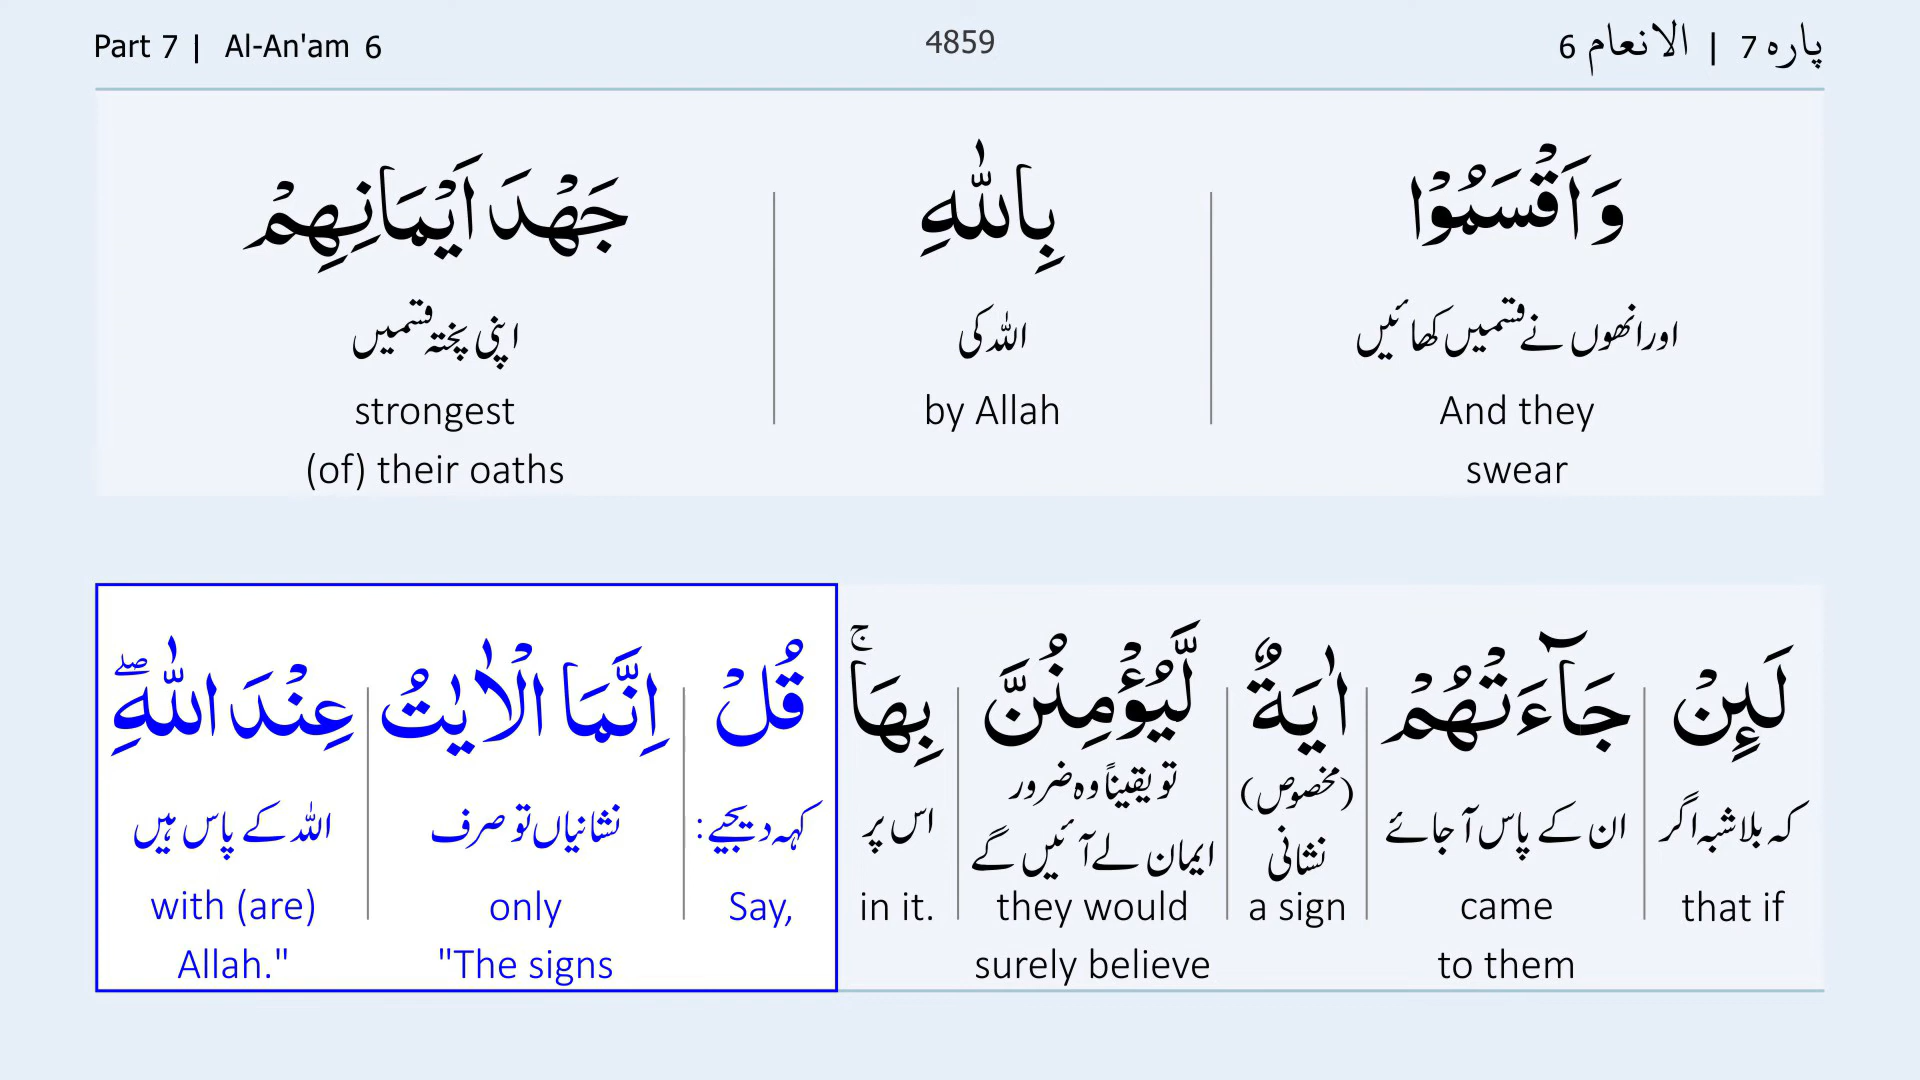 Part 7 | Al-An'am 6
4859
پارہ 7 | الانعام 6
وَاَقْسَمُوْا بِاللّٰهِ جَهْدَ اَيْمَانِهِمْ
اور انھوں نے قسمیں کھائیں اللہ کی اپنی پختہ قسمیں
And they by Allah strongest
swear (of) their oaths
لَىِٕنْ جَآءَتْهُمْ اٰيَةٌ لَّيُؤْمِنُنَّ بِهَا ۚ قُلْ اِنَّمَا الْاٰيٰتُ عِنْدَ اللّٰهِ ۖ
کہ بلاشبہ اگر ان کے پاس آ جائے (مخصوص) نشانی تو یقیناً وہ ضرور ایمان لے آئیں گے اس پر کہہ دیجیے: نشانیاں تو صرف اللہ کے پاس ہیں
that if came a sign they would in it. Say, only with (are)
to them surely believe "The signs Allah."